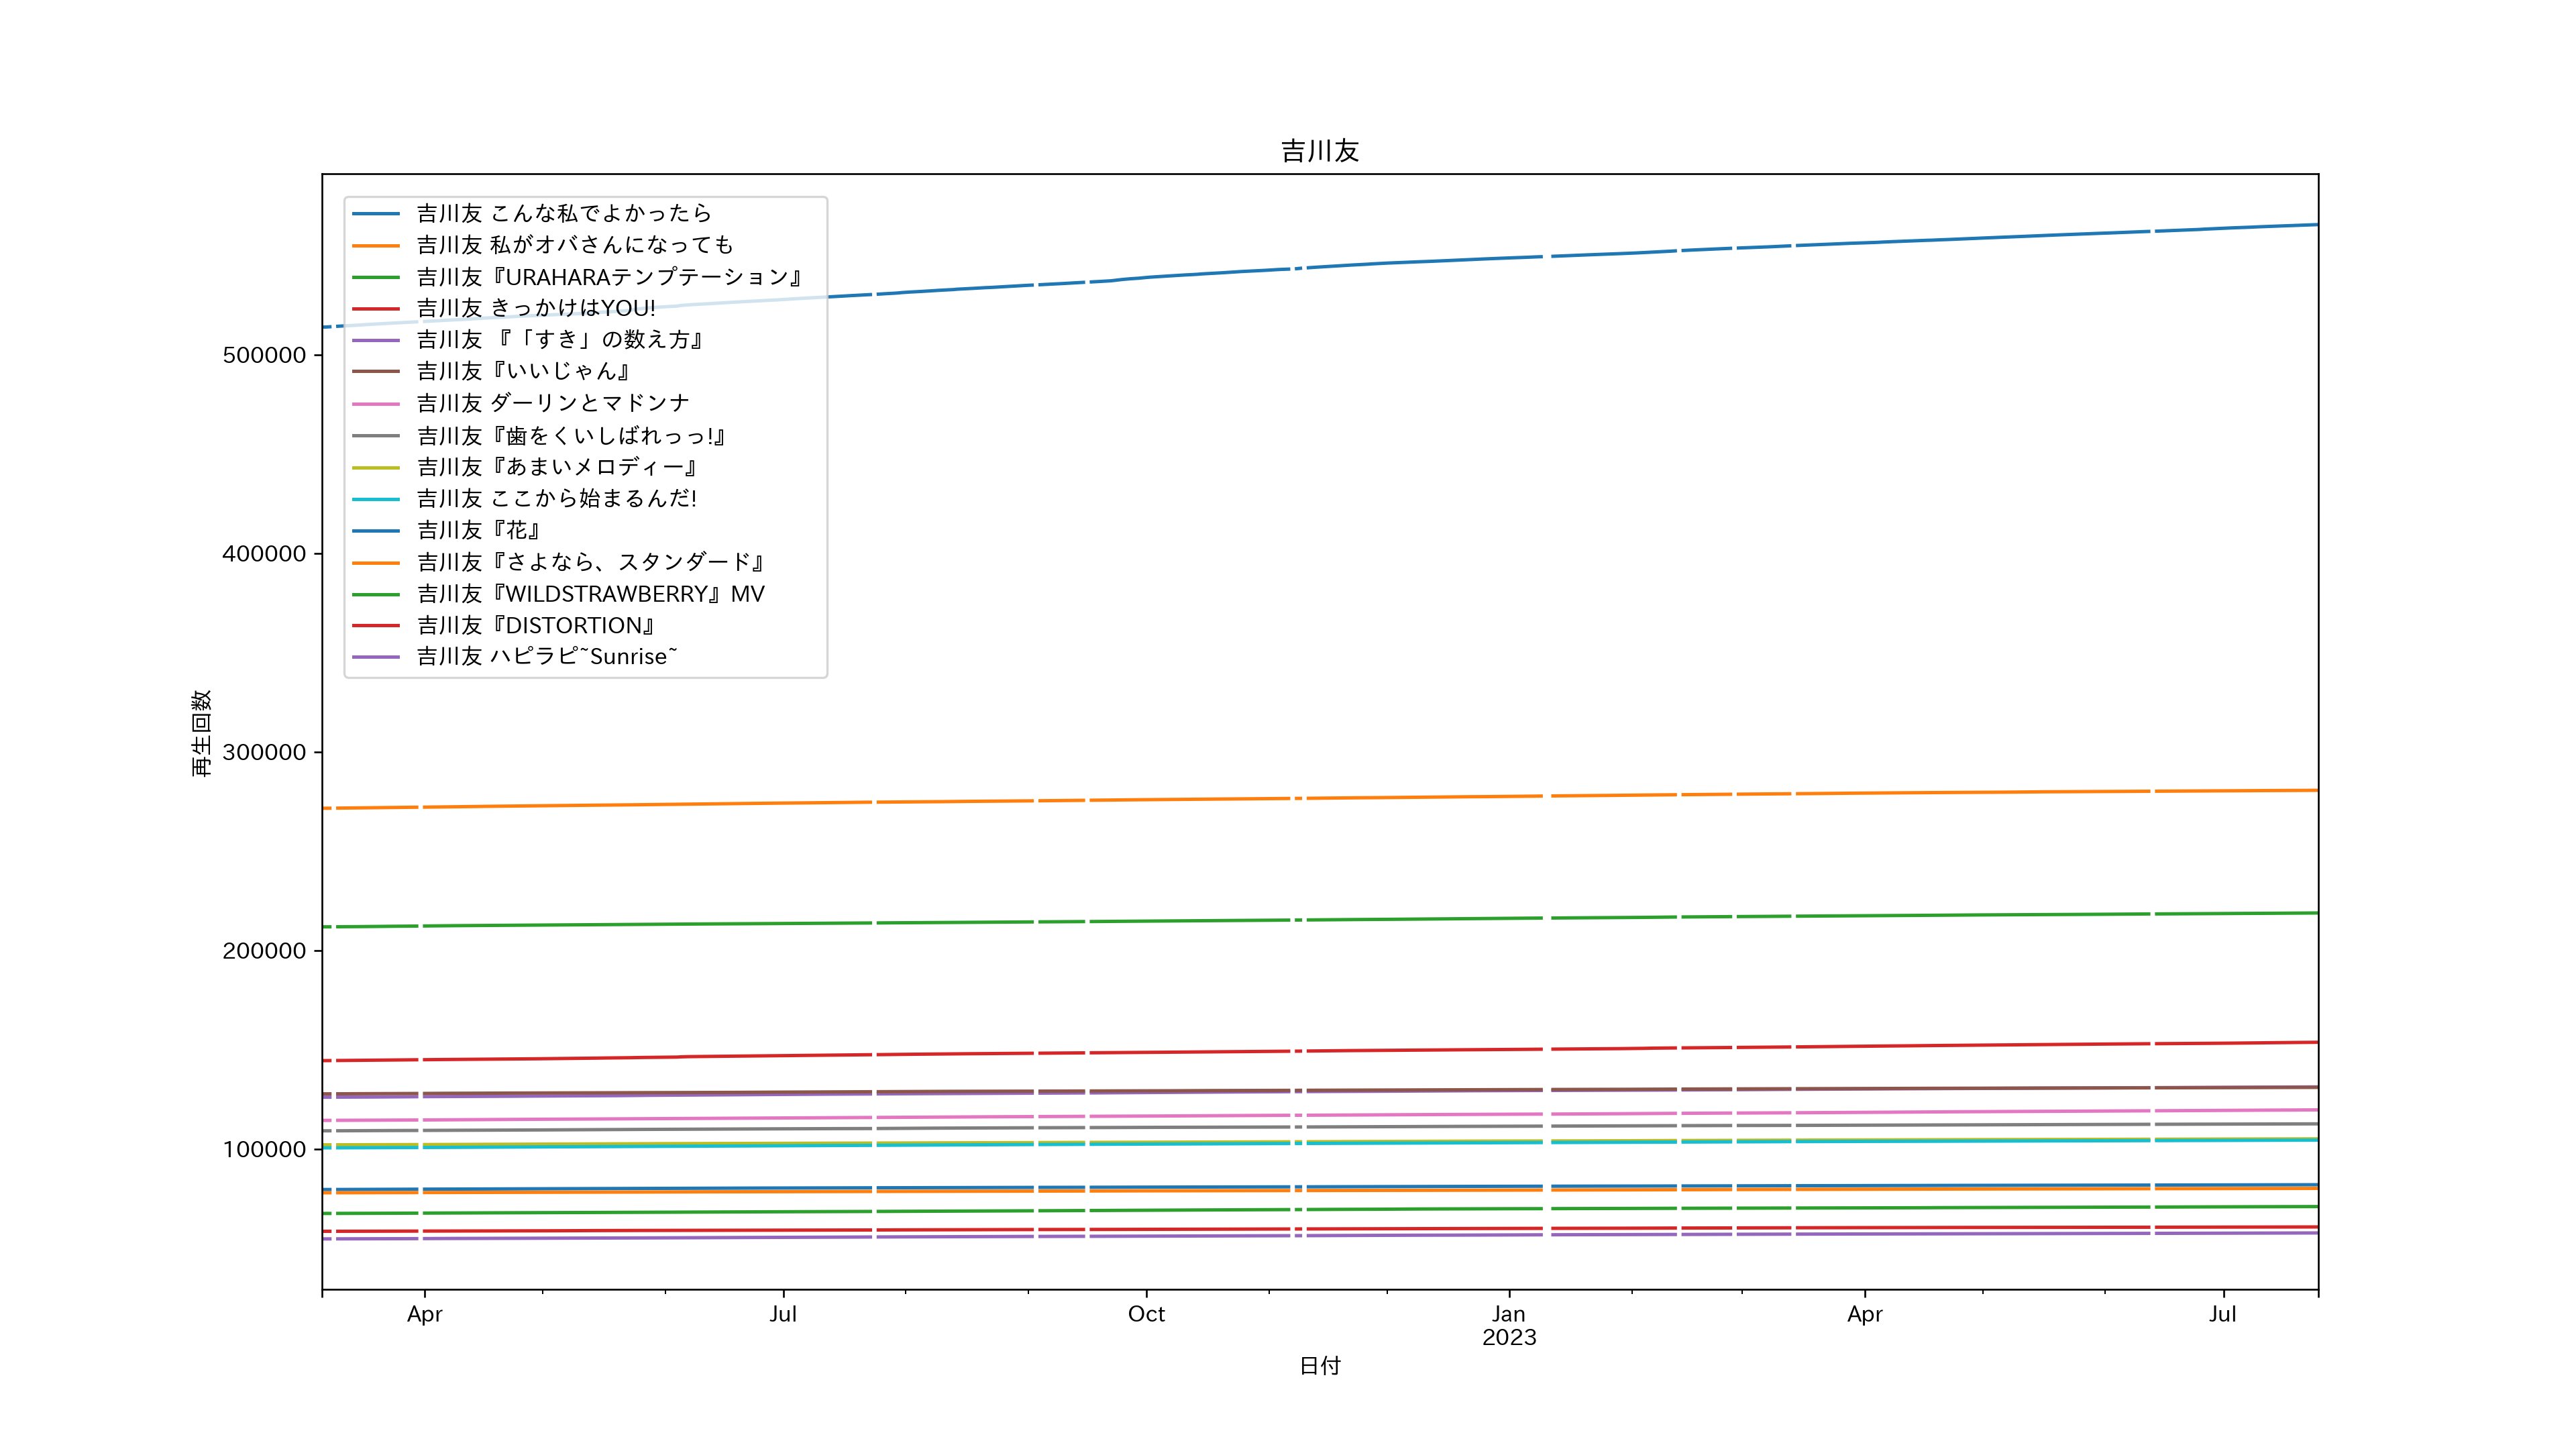 吉川友
吉川友 こんな私でよかったら
吉川友 私がオバさんになっても
吉川友『URAHARAテンプテーション』
吉川友 きっかけはYOU!
吉川友 『「すき」の数え方』
吉川友『いいじゃん』
吉川友 ダーリンとマドンナ
吉川友『歯をくいしばれっっ!』
吉川友『あまいメロディー』
吉川友 ここから始まるんだ!
吉川友『花』
吉川友『さよなら、スタンダード』
吉川友『WILDSTRAWBERRY』MV
吉川友『DISTORTION』
吉川友 ハピラピ~Sunrise~
500000
400000
300000
200000
100000
再生回数
Apr
Jul
Oct
Jan
2023
Apr
Jul
日付